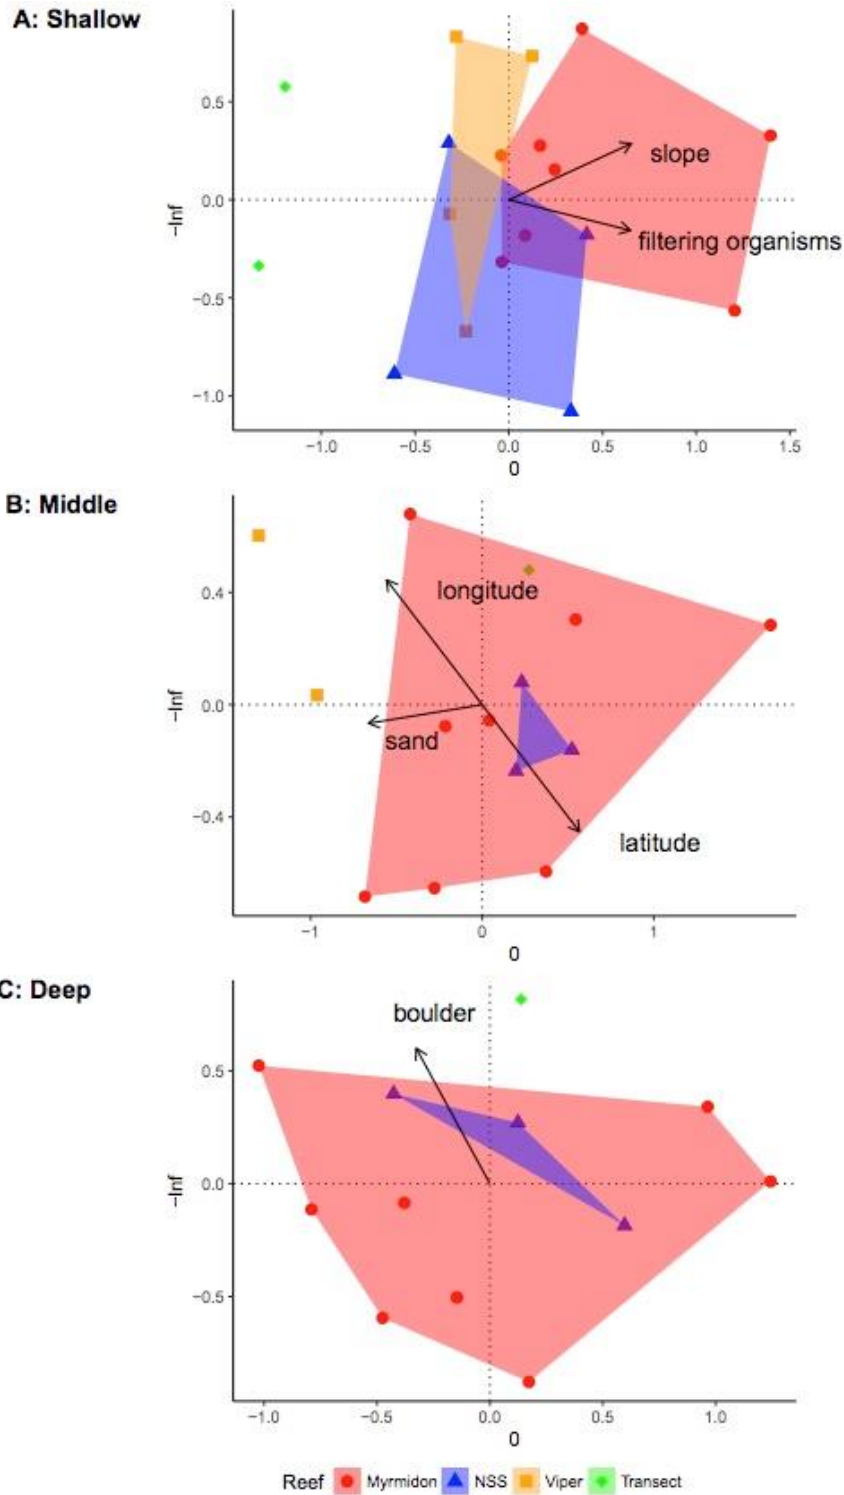 A: Shallow
0.5
0.0
−0.5
−1.0
−Inf
slope
filtering organisms
−1.0 −0.5 0.0 0.5 1.0 1.5
0
B: Middle
0.4
0.0
−0.4
−Inf
longitude
sand
latitude
−1 0 1
0
C: Deep
0.5
0.0
−0.5
−Inf
boulder
−1.0 −0.5 0.0 0.5 1.0
0
Reef Myrmidon NSS Viper Transect